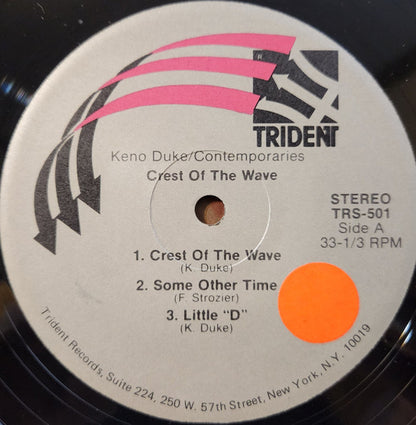 TRIDENT
Keno Duke/Contemporaries
Crest Of The Wave
STEREO
TRS-501
Side A
33-1/3 RPM
1. Crest Of The Wave
(K. Duke)
2. Some Other Time
(F. Strozier)
3. Little "D"
(K. Duke)
Trident Records, Suite 224, 250 W. 57th Street, New York, N.Y. 10019